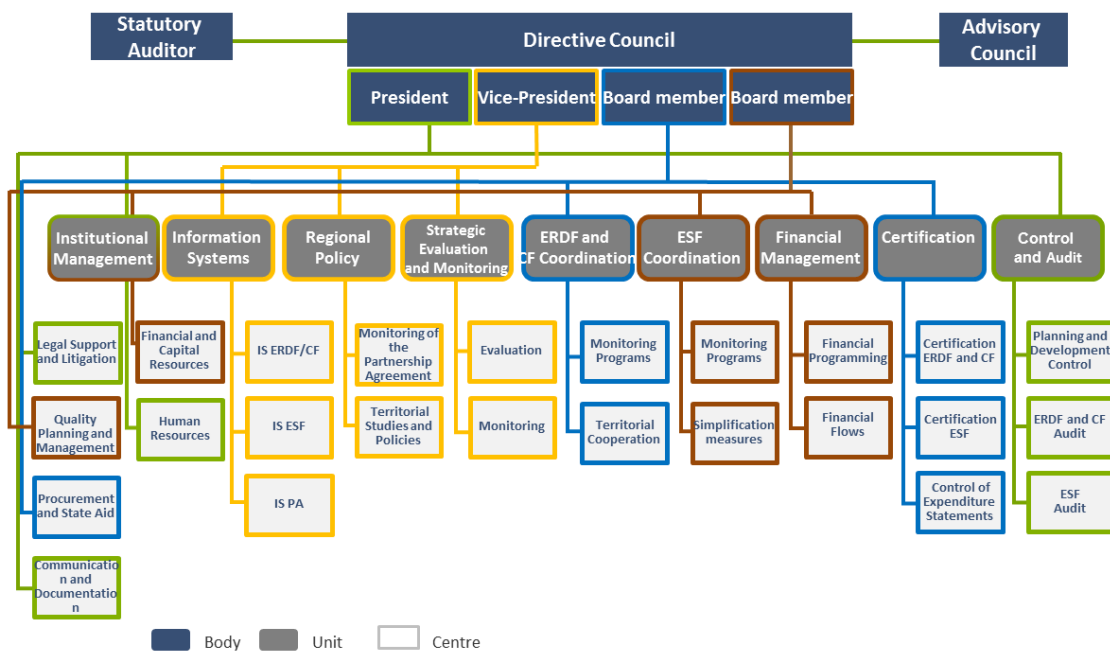 Statutory
Auditor
Directive Council
Advisory
Council
President
Vice-President
Board member
Board member
Institutional
Management
Information
Systems
Regional
Policy
Strategic
Evaluation
and Monitoring
ERDF and
CF Coordination
ESF
Coordination
Financial
Management
Certification
Control
and Audit
Legal Support
and Litigation
Financial and
Capital
Resources
IS ERDF/CF
Monitoring of
the
Partnership
Agreement
Evaluation
Monitoring
Programs
Monitoring
Programs
Financial
Programming
Certification
ERDF and CF
Planning and
Development
Control
Quality
Planning and
Management
Human
Resources
IS ESF
Territorial
Studies and
Policies
Monitoring
Territorial
Cooperation
Simplification
measures
Financial
Flows
Certification
ESF
ERDF and CF
Audit
Procurement
and State Aid
IS PA
Control of
Expenditure
Statements
ESF
Audit
Communicatio
n and
Documentatio
n
Body
Unit
Centre